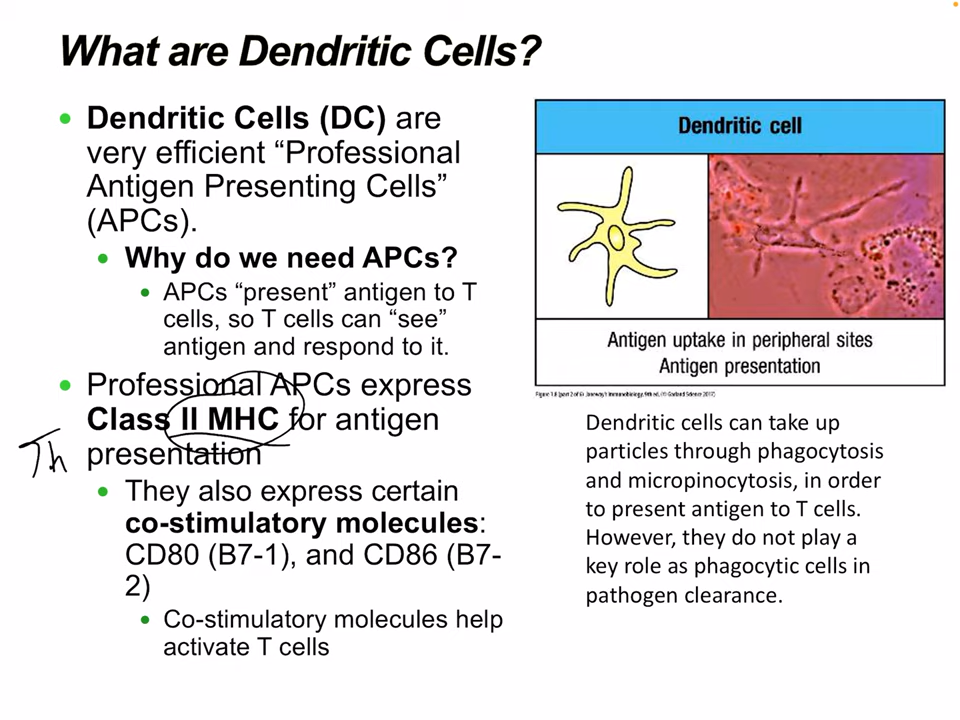 What are Dendritic Cells?
• Dendritic Cells (DC) are
very efficient “Professional
Antigen Presenting Cells”
(APCs).
• Why do we need APCs?
• APCs “present” antigen to T
cells, so T cells can “see”
antigen and respond to it.
• Professional APCs express
Class II MHC for antigen
presentation
Th
• They also express certain
co-stimulatory molecules:
CD80 (B7-1), and CD86 (B7-
2)
• Co-stimulatory molecules help
activate T cells
Dendritic cell
Antigen uptake in peripheral sites
Antigen presentation
Figure 1.8 (part 2 of 6) Janeway's Immunobiology, 9th ed. (© Garland Science 2017)
Dendritic cells can take up
particles through phagocytosis
and micropinocytosis, in order
to present antigen to T cells.
However, they do not play a
key role as phagocytic cells in
pathogen clearance.